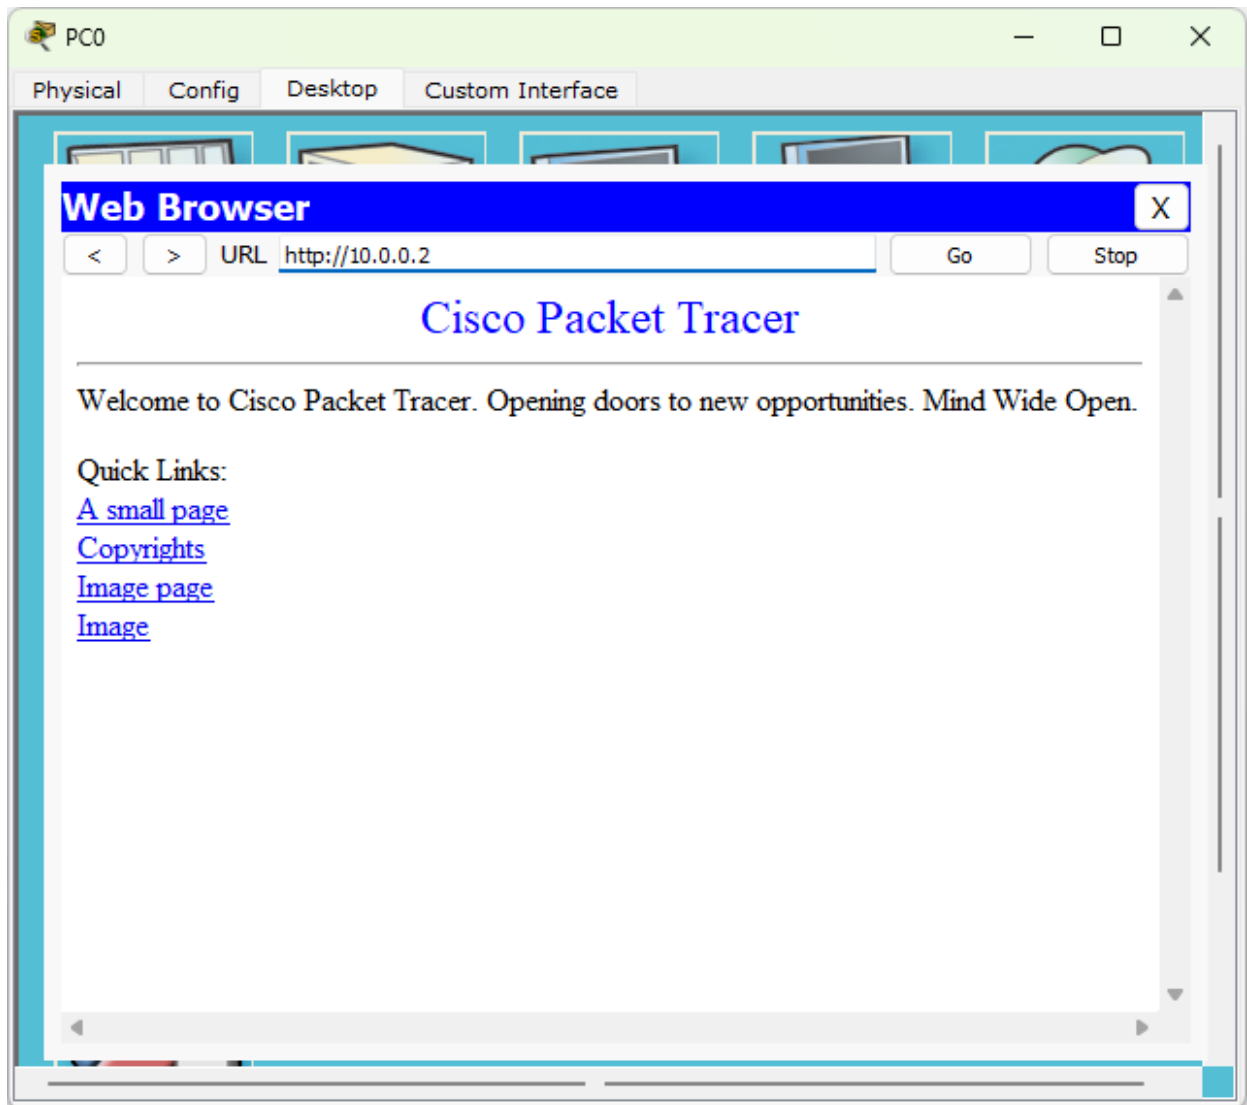 PC0
Physical Config Desktop Custom Interface
Web Browser X
< > URL http://10.0.0.2 Go Stop
Cisco Packet Tracer
Welcome to Cisco Packet Tracer. Opening doors to new opportunities. Mind Wide Open.
Quick Links:
A small page
Copyrights
Image page
Image